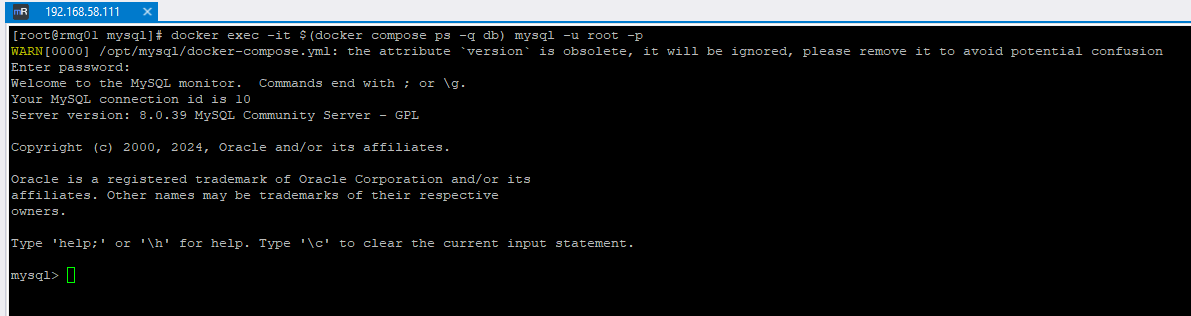 mR 192.168.58.111 ×
[root@rmq01 mysql]# docker exec -it $(docker compose ps -q db) mysql -u root -p
WARN[0000] /opt/mysql/docker-compose.yml: the attribute `version` is obsolete, it will be ignored, please remove it to avoid potential confusion
Enter password:
Welcome to the MySQL monitor.  Commands end with ; or \g.
Your MySQL connection id is 10
Server version: 8.0.39 MySQL Community Server - GPL
Copyright (c) 2000, 2024, Oracle and/or its affiliates.
Oracle is a registered trademark of Oracle Corporation and/or its
affiliates. Other names may be trademarks of their respective
owners.
Type 'help;' or '\h' for help. Type '\c' to clear the current input statement.
mysql>